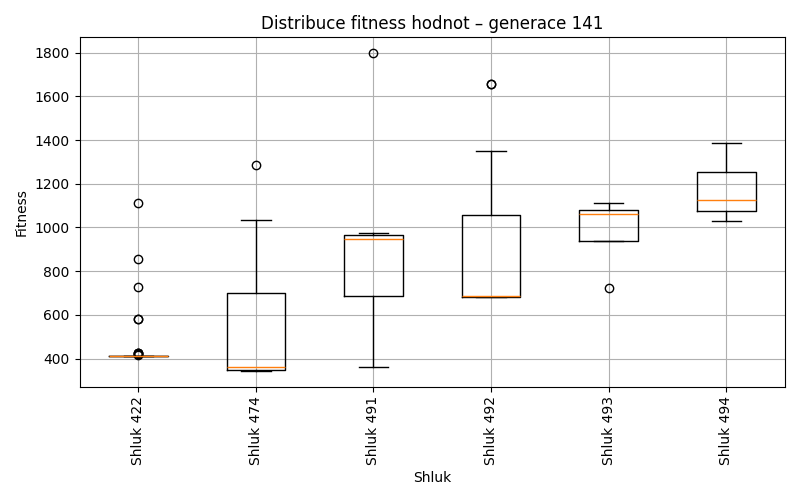 Distribuce fitness hodnot – generace 141
Fitness
1800
1600
1400
1200
1000
800
600
400
Shluk 422
Shluk 474
Shluk 491
Shluk 492
Shluk 493
Shluk 494
Shluk